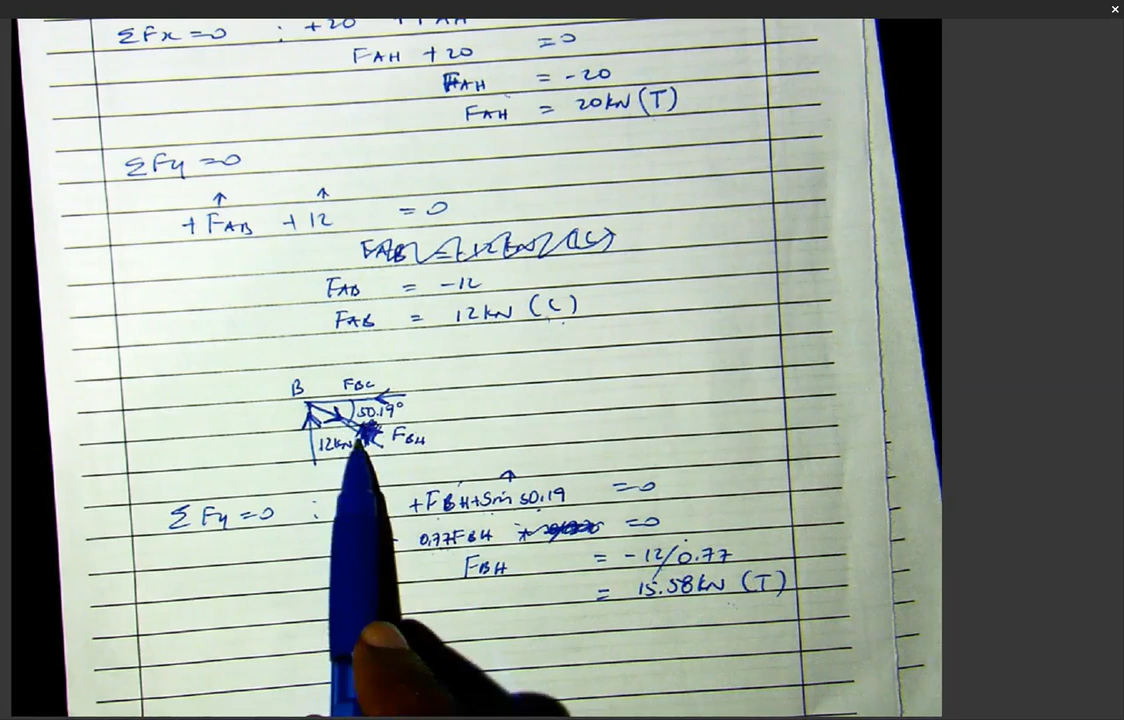 ΣFx =0 : +20 + FAH
FAH +20 =0
FAH = -20
FAH = 20kN (T)
ΣFy =0
↑ ↑
+ FAB +12 = 0
FAB = -12
FAB = 12kN (C)
B FBC
50.19°
12kN FBH
↑
ΣFy =0 : +FBH+Sin 50.19 =0
0.77FBH =0
FBH = -12/0.77
= 15.58kN (T)